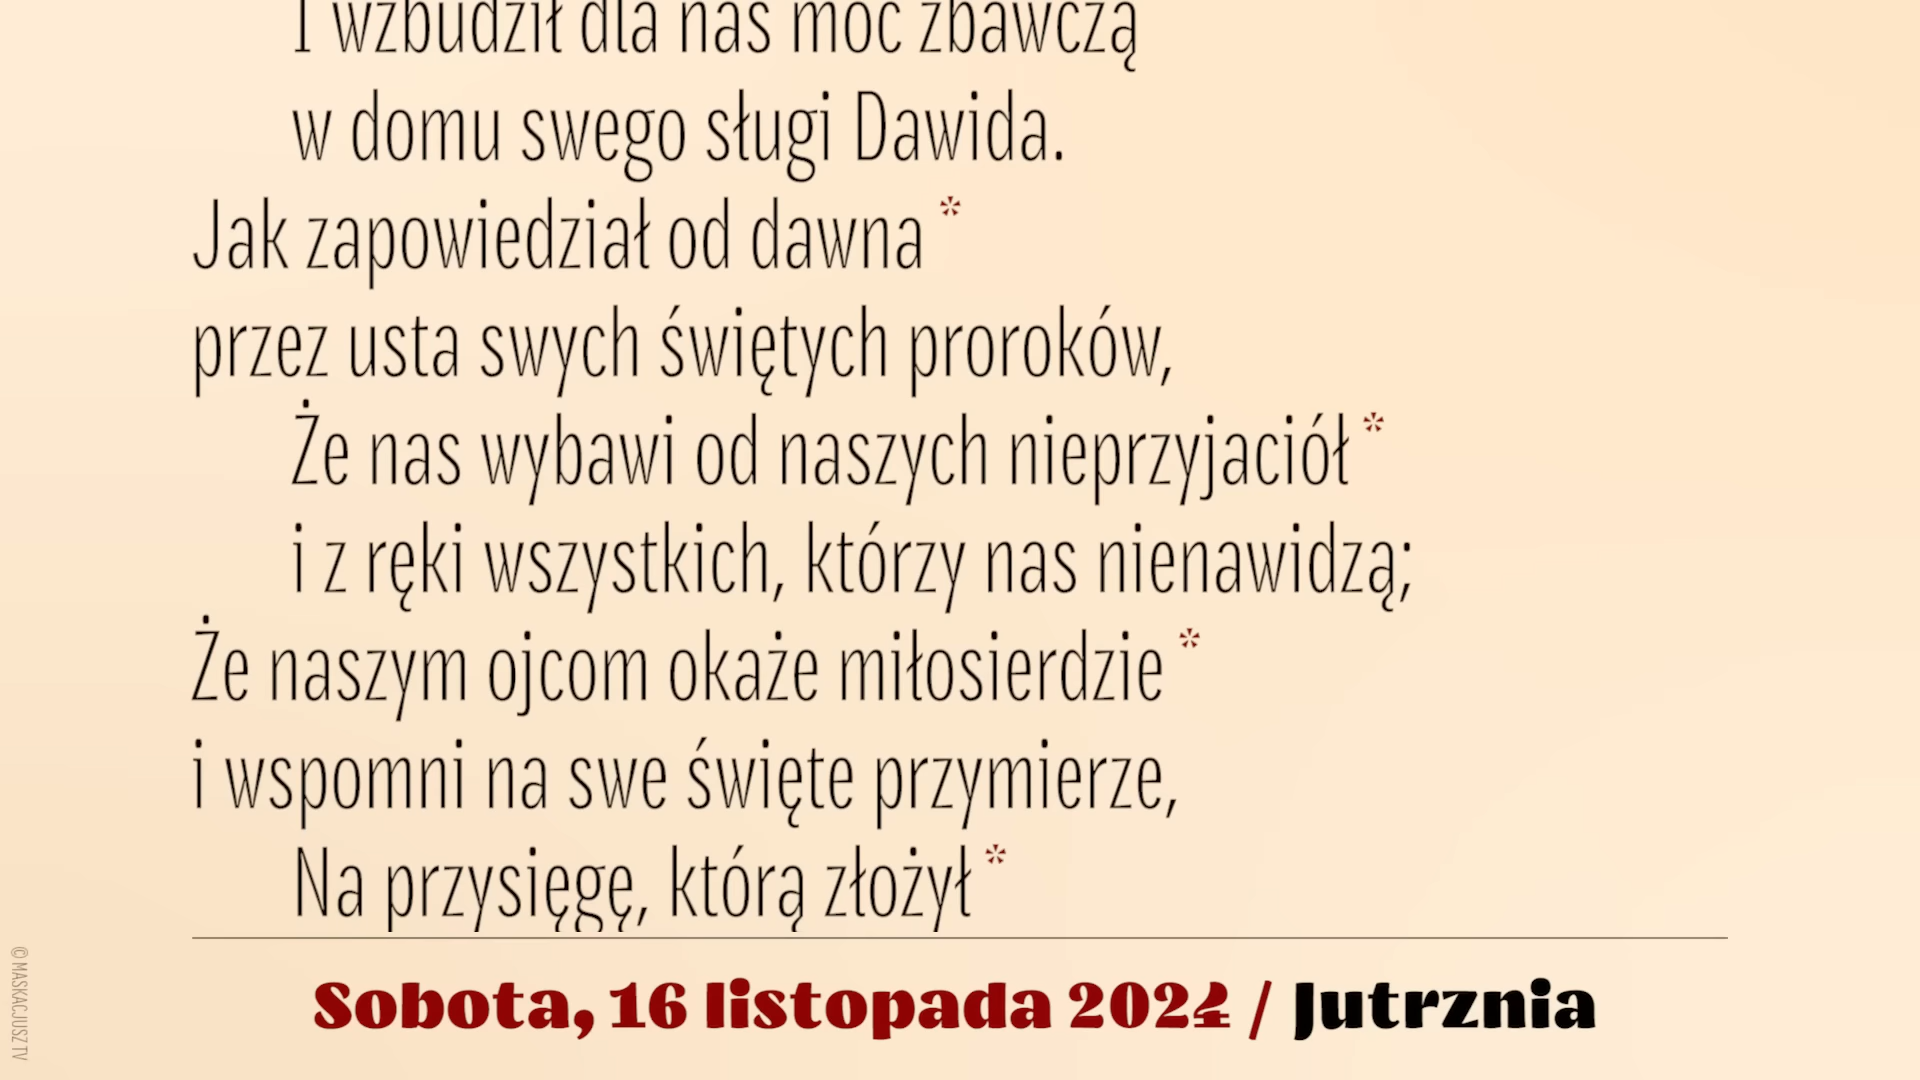 I wzbudził dla nas moc zbawczą
w domu swego sługi Dawida.
Jak zapowiedział od dawna *
przez usta swych świętych proroków,
Że nas wybawi od naszych nieprzyjaciół *
i z ręki wszystkich, którzy nas nienawidzą;
Że naszym ojcom okaże miłosierdzie *
i wspomni na swe święte przymierze,
Na przysięgę, którą złożył *
Sobota, 16 listopada 2024 / Jutrznia
© MASKACJUSZ TV